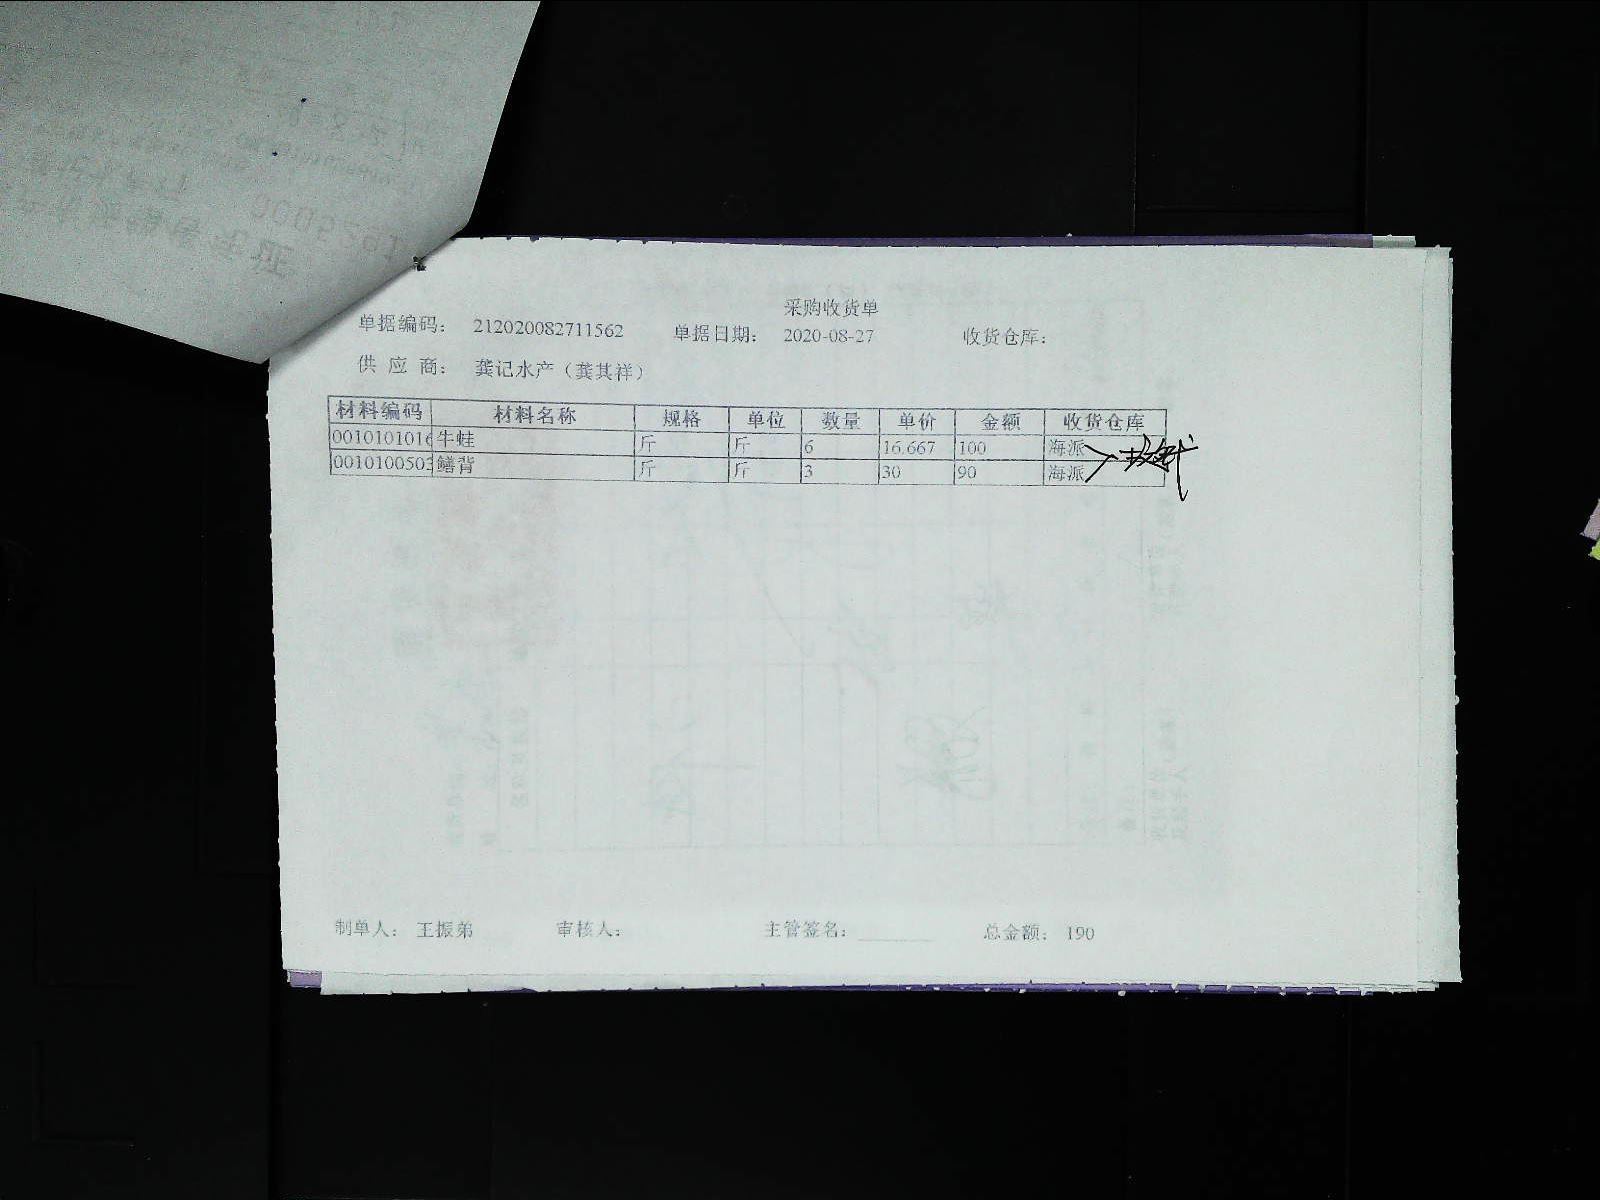 采购收货单
单据编码： 212020082711562 单据日期： 2020-08-27 收货仓库：
供 应 商： 龚记水产（龚其祥）
材料编码 材料名称 规格 单位 数量 单价 金额 收货仓库
0010101016 牛蛙 斤 斤 6 16.667 100 海派
0010100503 鳝背 斤 斤 3 30 90 海派
制单人： 王振弟 审核人： 主管签名：______ 总金额： 190